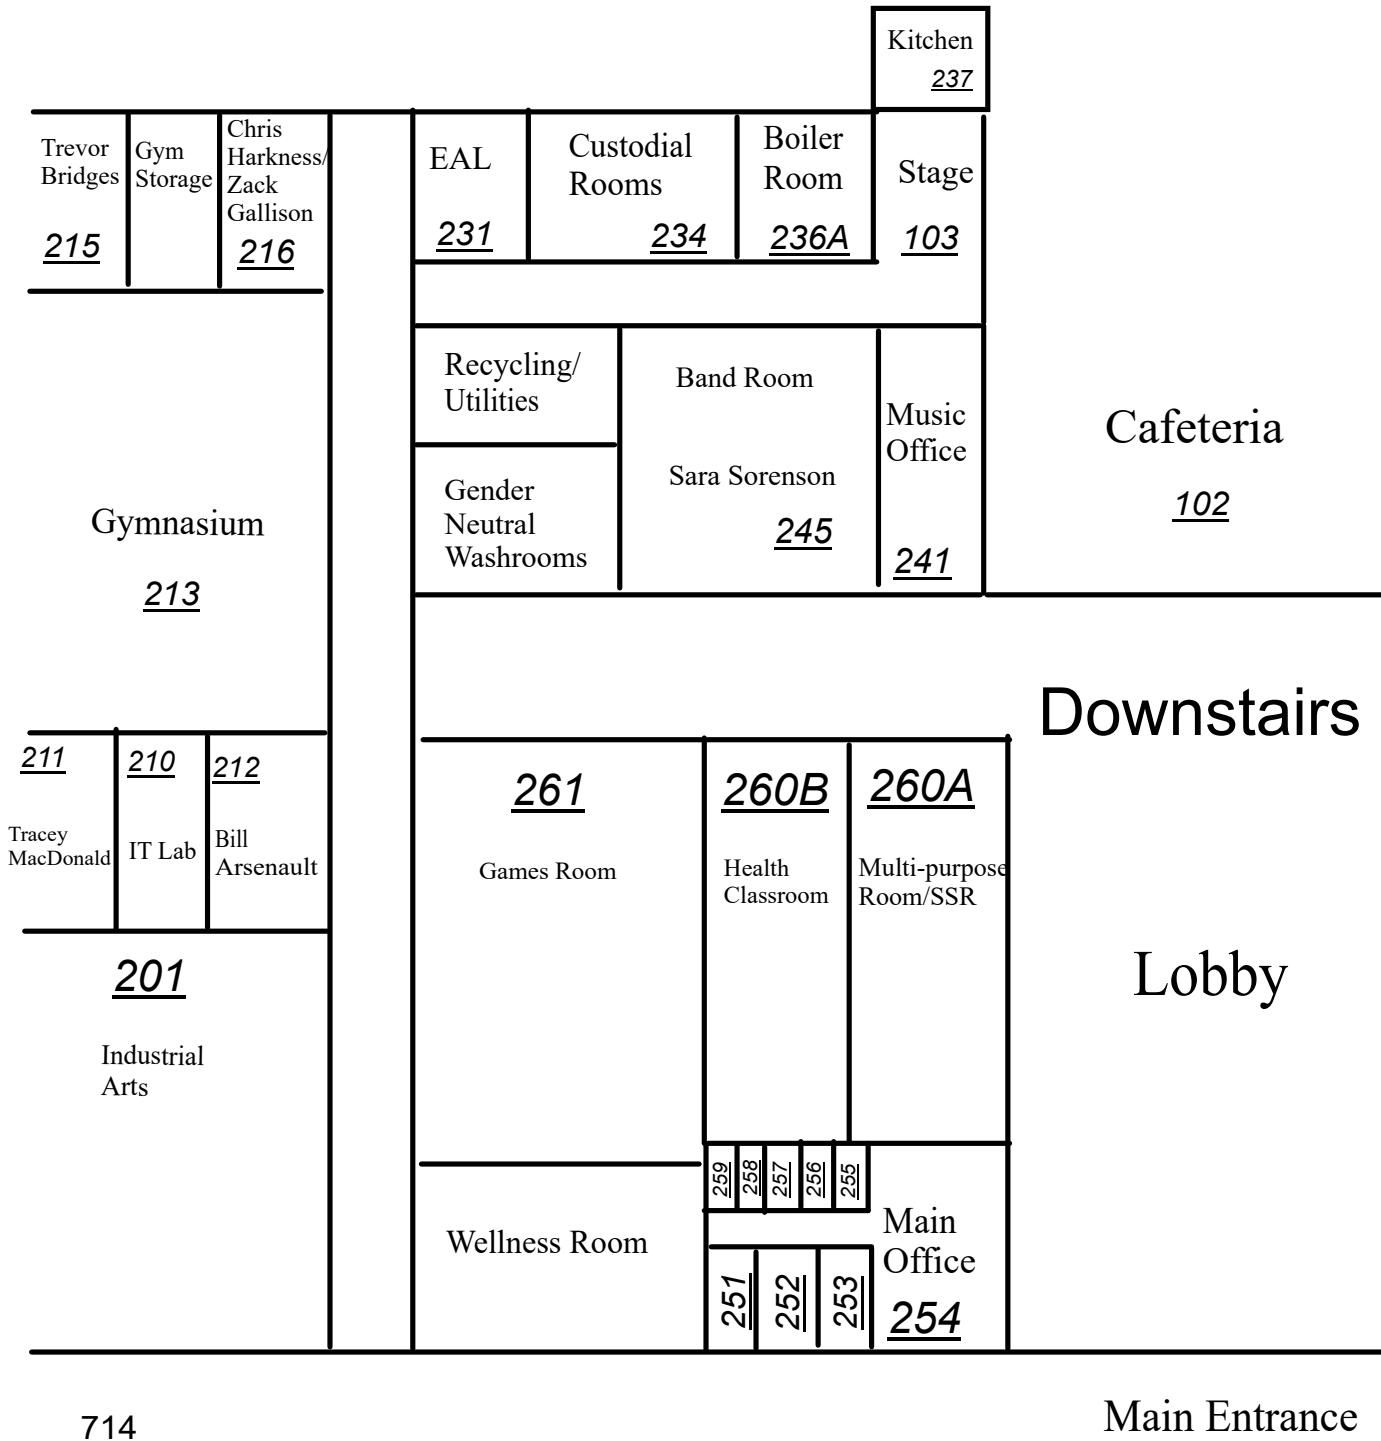 Kitchen
237
Trevor
Bridges
215
Gym
Storage
Chris
Harkness/
Zack
Gallison
216
EAL
231
Custodial
Rooms
234
Boiler
Room
236A
Stage
103
Recycling/
Utilities
Gender
Neutral
Washrooms
Band Room
Sara Sorenson
245
Music
Office
241
Cafeteria
102
Gymnasium
213
Downstairs
211
Tracey
MacDonald
210
IT Lab
212
Bill
Arsenault
261
Games Room
260B
Health
Classroom
260A
Multi-purpose
Room/SSR
Lobby
201
Industrial
Arts
259
258
257
256
255
Wellness Room
Main
Office
254
251
252
253
714
Main Entrance